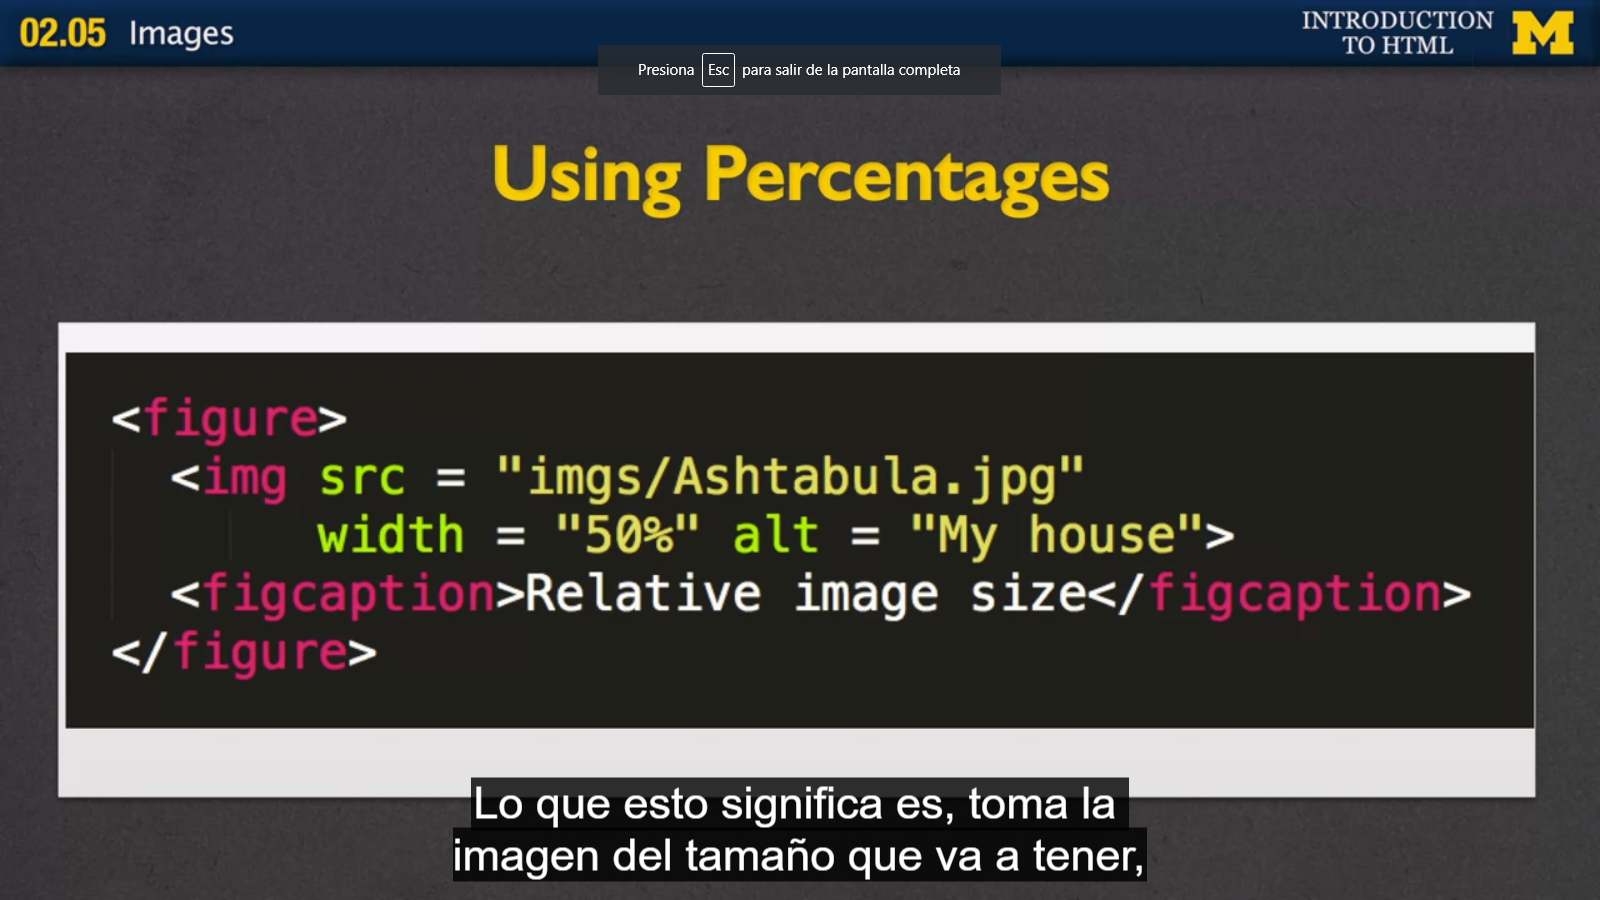 02.05 Images
INTRODUCTION
TO HTML
M
Presiona Esc para salir de la pantalla completa
Using Percentages
<figure>
<img src = "imgs/Ashtabula.jpg"
width = "50%" alt = "My house">
<figcaption>Relative image size</figcaption>
</figure>
Lo que esto significa es, toma la
imagen del tamaño que va a tener,